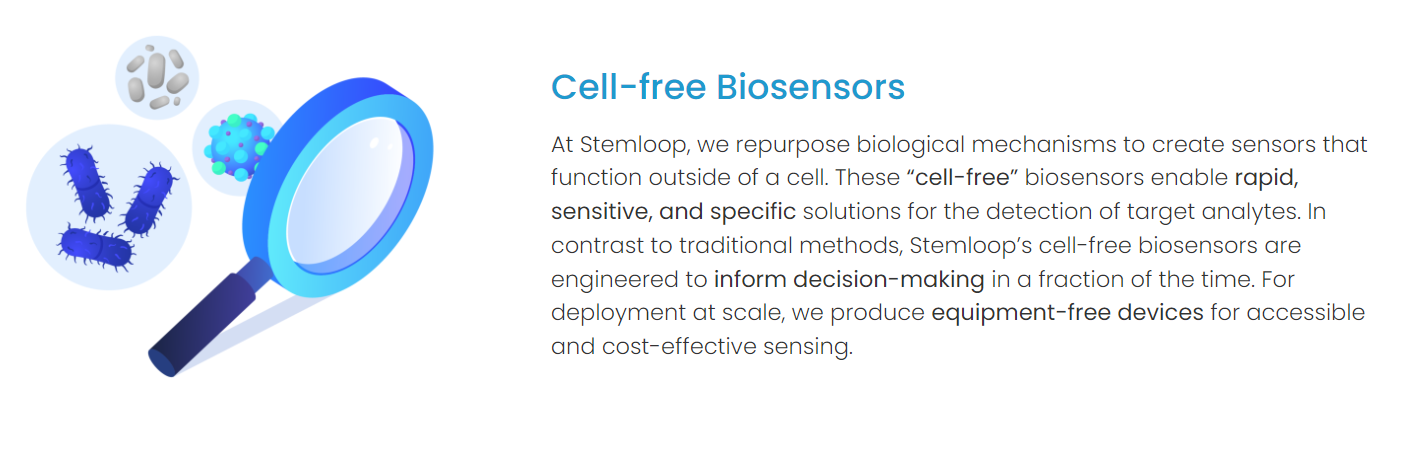 Cell-free Biosensors
At Stemloop, we repurpose biological mechanisms to create sensors that
function outside of a cell. These “cell-free” biosensors enable rapid,
sensitive, and specific solutions for the detection of target analytes. In
contrast to traditional methods, Stemloop’s cell-free biosensors are
engineered to inform decision-making in a fraction of the time. For
deployment at scale, we produce equipment-free devices for accessible
and cost-effective sensing.